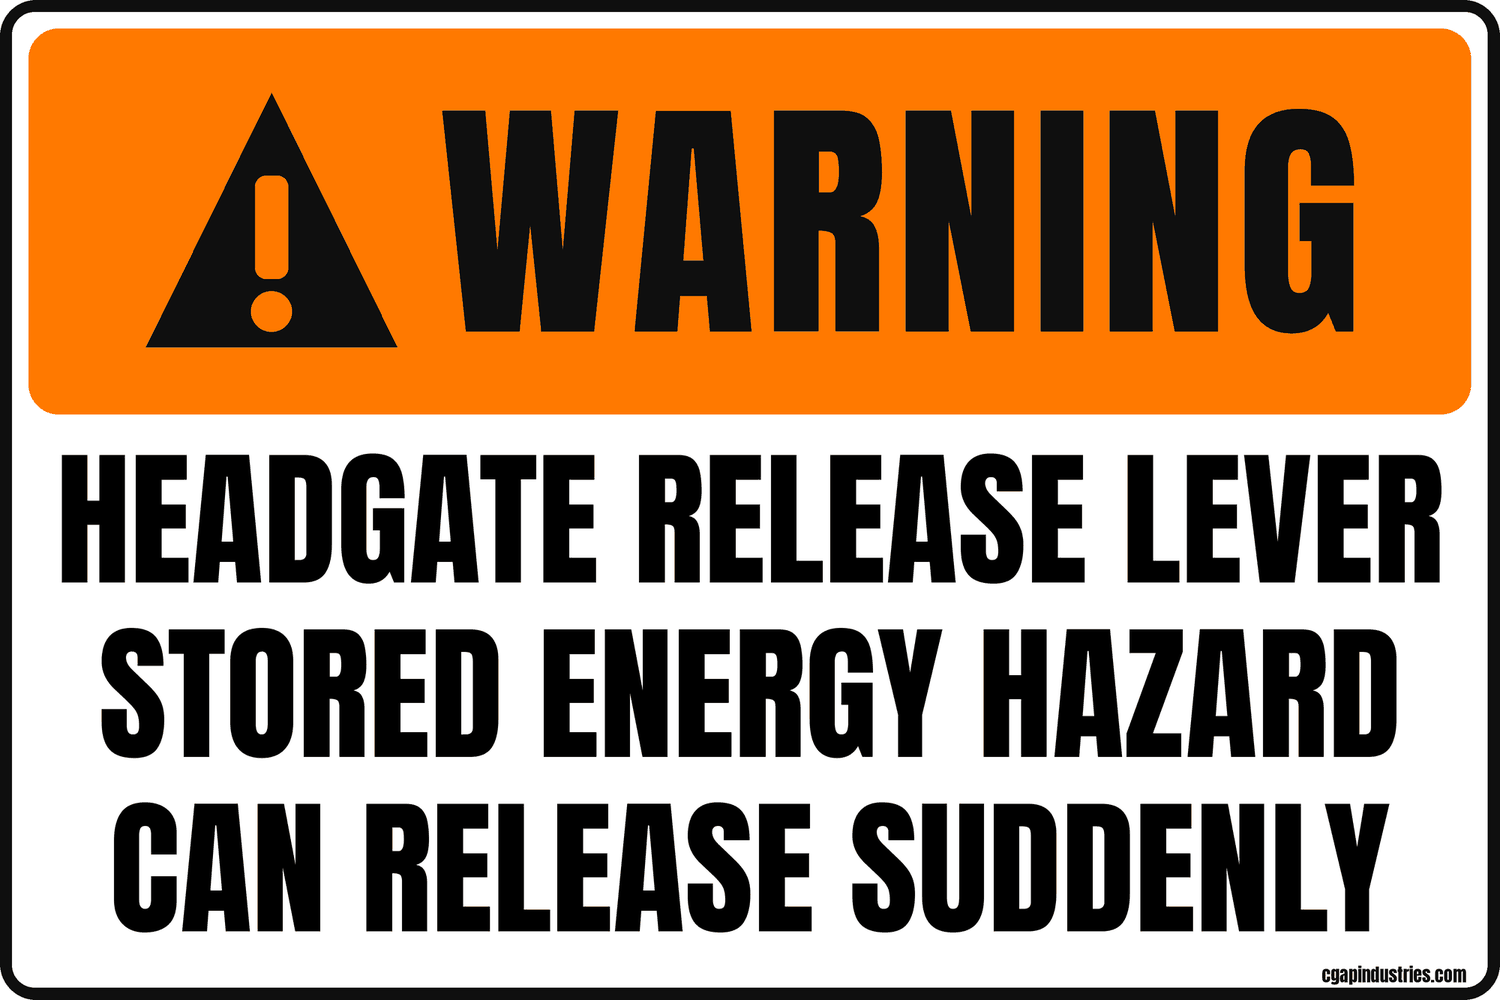 WARNING
HEADGATE RELEASE LEVER
STORED ENERGY HAZARD
CAN RELEASE SUDDENLY
cgapindustries.com